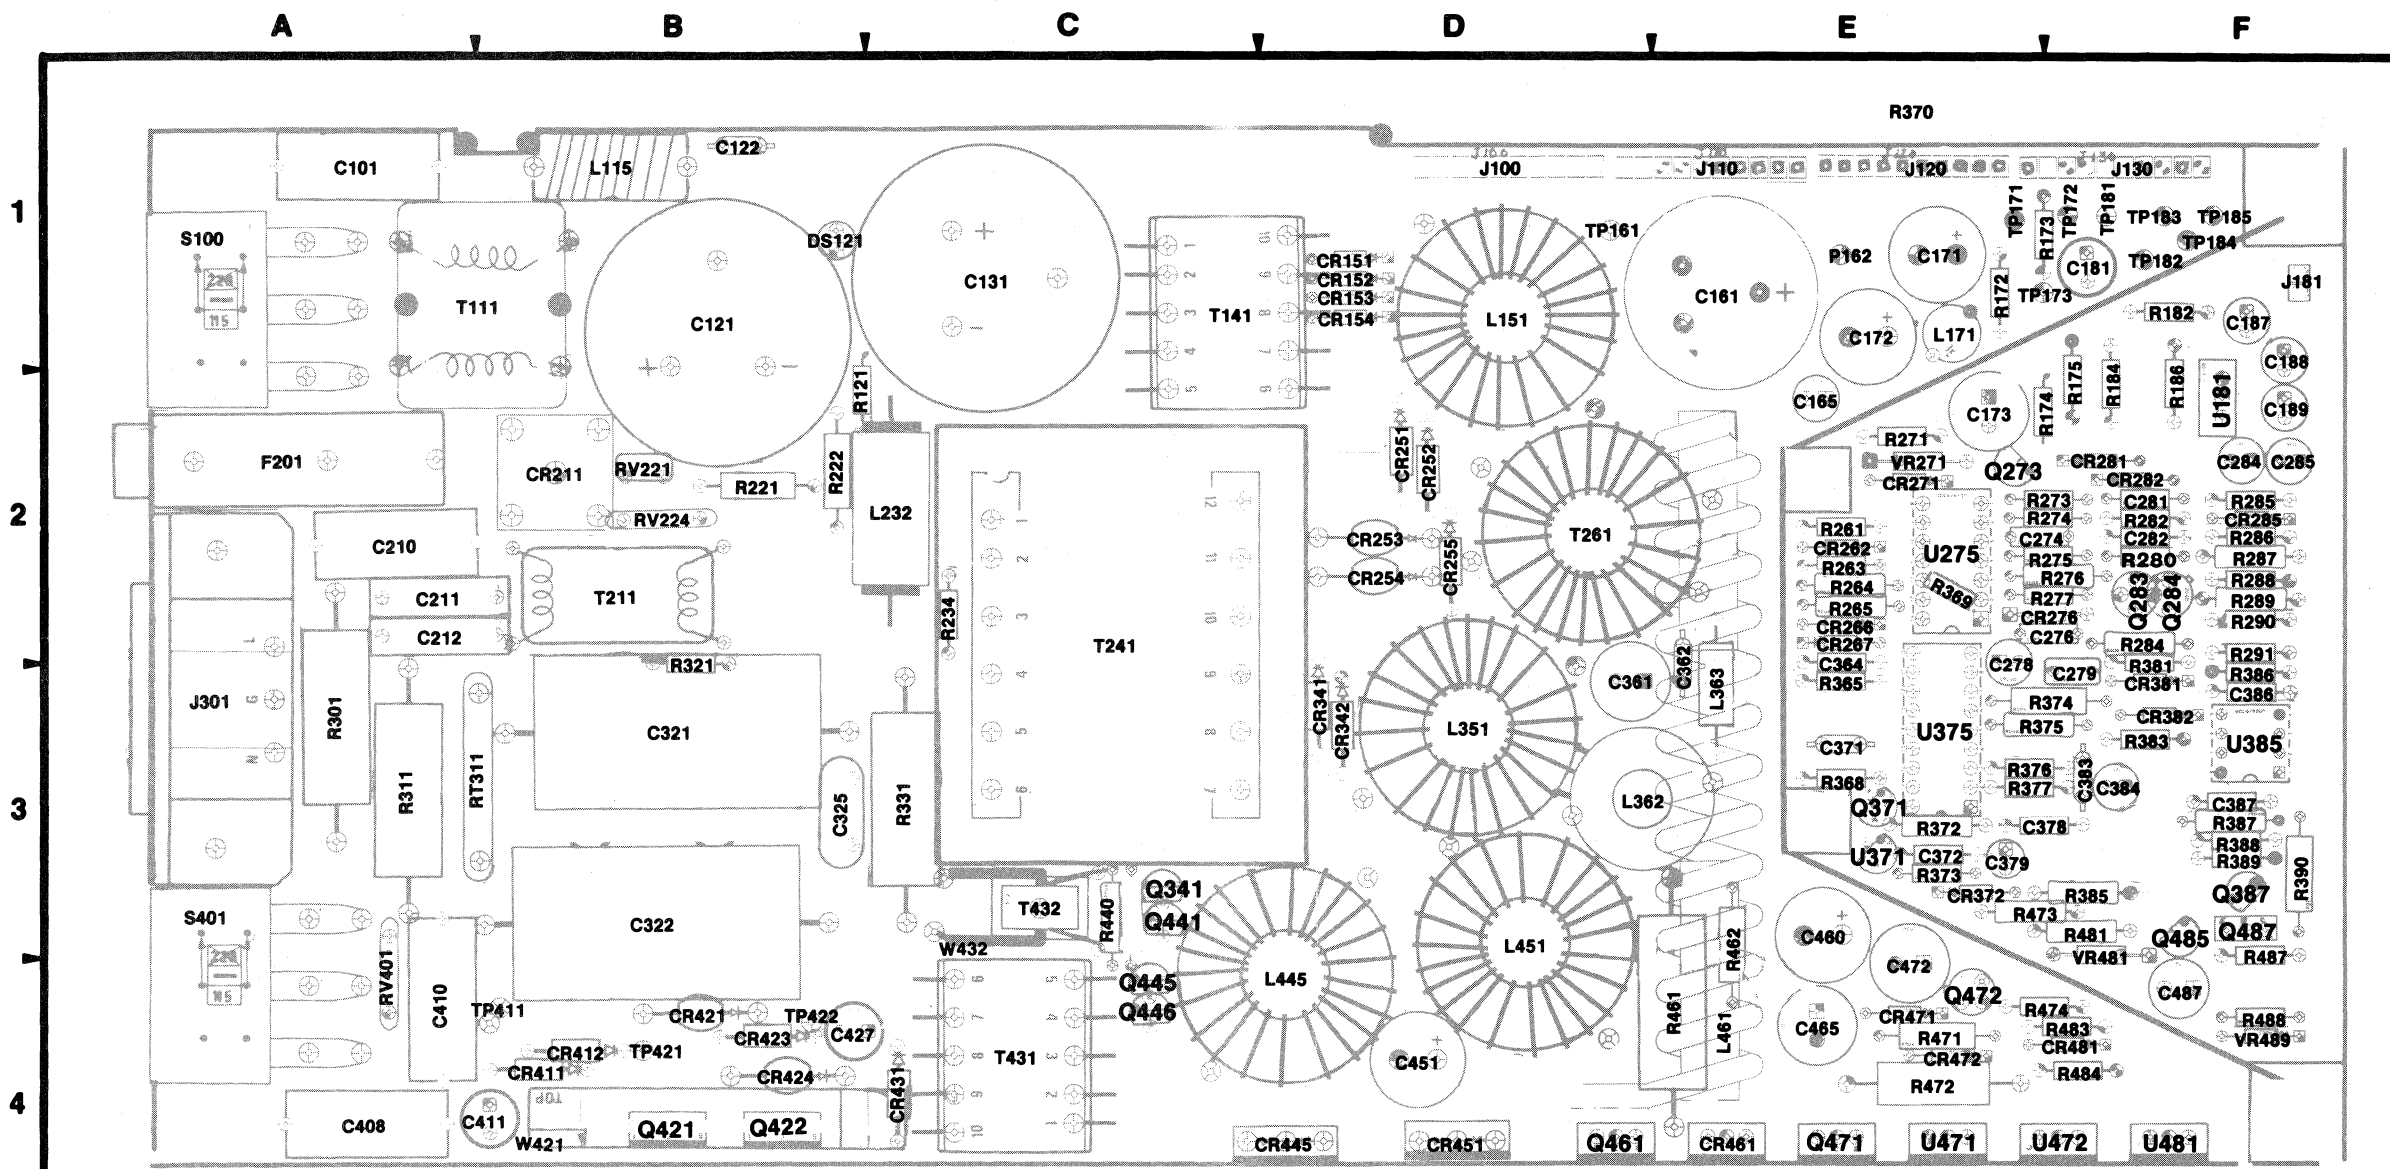 A B C D E F
R370
C101 L115 C122 J100 J110 J120 J130
1
S100 DS121 TP161 TP171 R173 TP172 TP181 TP183 TP185
TP184
T111 C121 C131 T141 CR151 L151 C161 P162 C171 R172 C181 TP182
CR152
CR153
CR154
TP173 J181
C172 L171 R182 C187
C188
R121 C165 C173 R174 R175 R184 R186 U181 C189
F201 CR211 RV221 R221 R222 CR251 CR252 R271 VR271 CR271 Q273 CR281 CR282 C284 C285
2
RV224 L232 T261
C210 CR253 CR254 CR255
C211 T211 R234
C212
R261 CR262 R263 R264 R265 CR266 CR267 C364 R365
U275 R369
R273 R274 C274 R275 R276 R277 CR276 C276
C281 R282 C282 R280 Q283 Q284 R284 R381 CR381
R285 CR285 R286 R287 R288 R289 R290 R291 R386 C386
T241
R321 C361 C362 L363 C278 C279
J301 R301 C321 CR341 CR342 L351 R374 CR382
R375 R383 U385
R311 RT311 C325 R331 L362 C371 U375
R368 R376 R377 C383 C384
3
Q371 C387
R372 C378 R387
U371 C372 C379 R388 R389 R390
R373
CR372 R385 Q387
S401 C322 T432 R440 Q341 Q441 R473
W432 L451 R462 C460 R481 Q485 Q487
RV401 C410 L445 Q445 C472 VR481 R487
Q446 R461 Q472 C487
TP411 CR421 TP422 C427 C465 CR471 R474 R488
CR423 R471 R483 VR489
CR412 TP421 T431 L461 CR472 CR481
CR411 CR424 C451 R484
CR431 R472
4
TOP
C408 C411 W421 Q421 Q422 CR445 CR451 Q461 CR461 Q471 U471 U472 U481